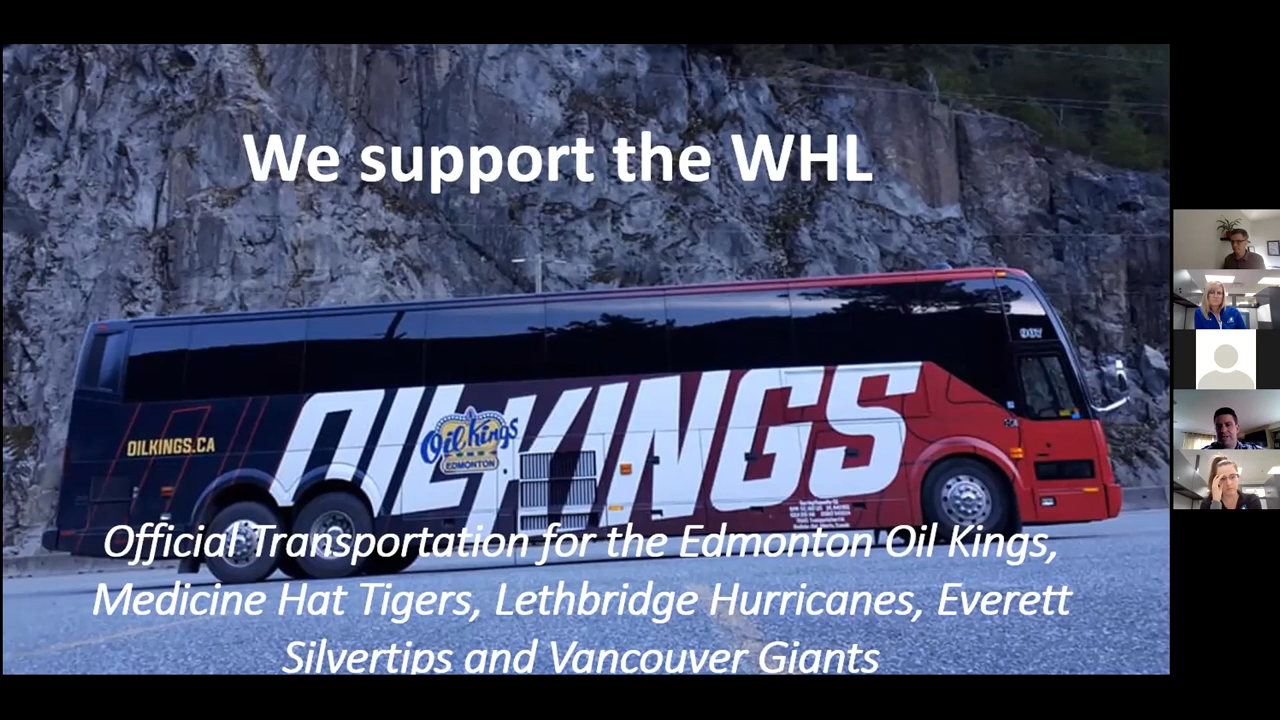 We support the WHL
907
OILKINGS.CA
OILKINGS
Oil Kings
EDMONTON
Official Transportation for the Edmonton Oil Kings,
Medicine Hat Tigers, Lethbridge Hurricanes, Everett
Silvertips and Vancouver Giants